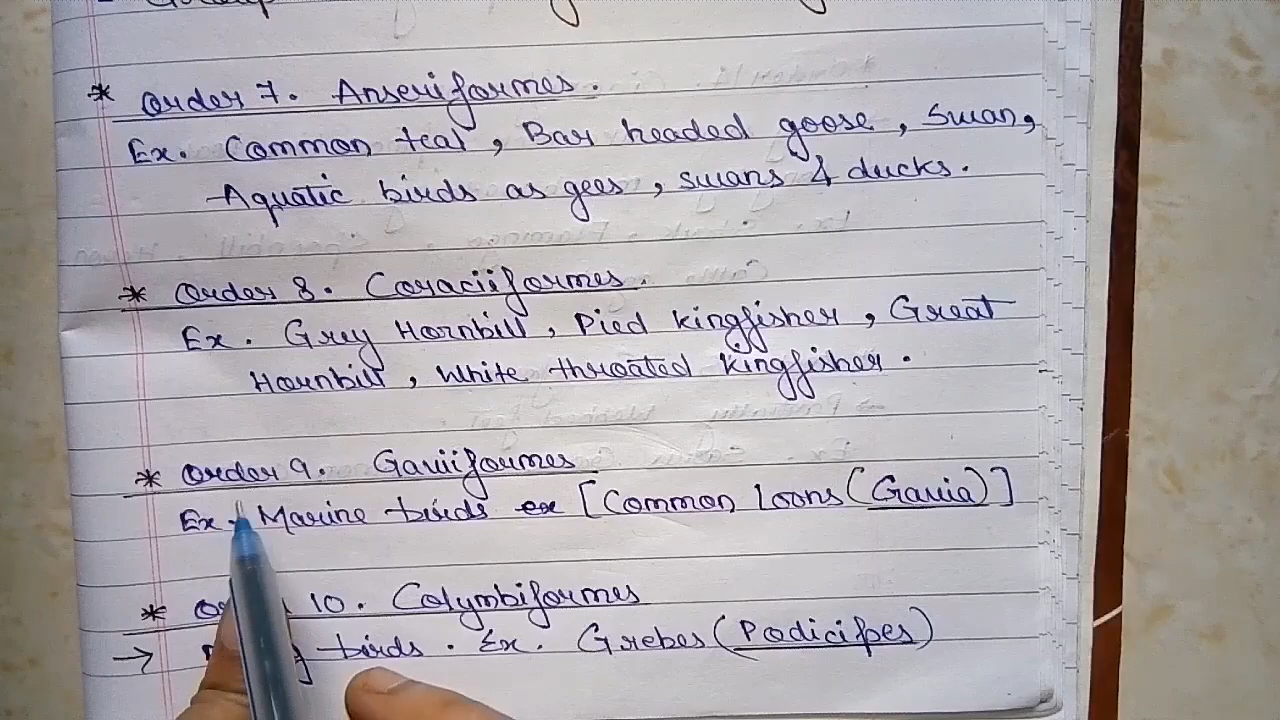 * Order 7. Anseriformes.
Ex. Common teal, Bar headed goose, Swan,
Aquatic birds as gees, swans & ducks.
* Order 8. Coraciiformes.
Ex. Grey Hornbill, Pied kingfisher, Great
Hornbill, White throated kingfisher.
* Order 9. Gaviiformes
Ex. Marine birds ex [Common Loons (Gavia)]
* 10. Colymbiformes
→ birds. Ex. Grebes (Podicipes)